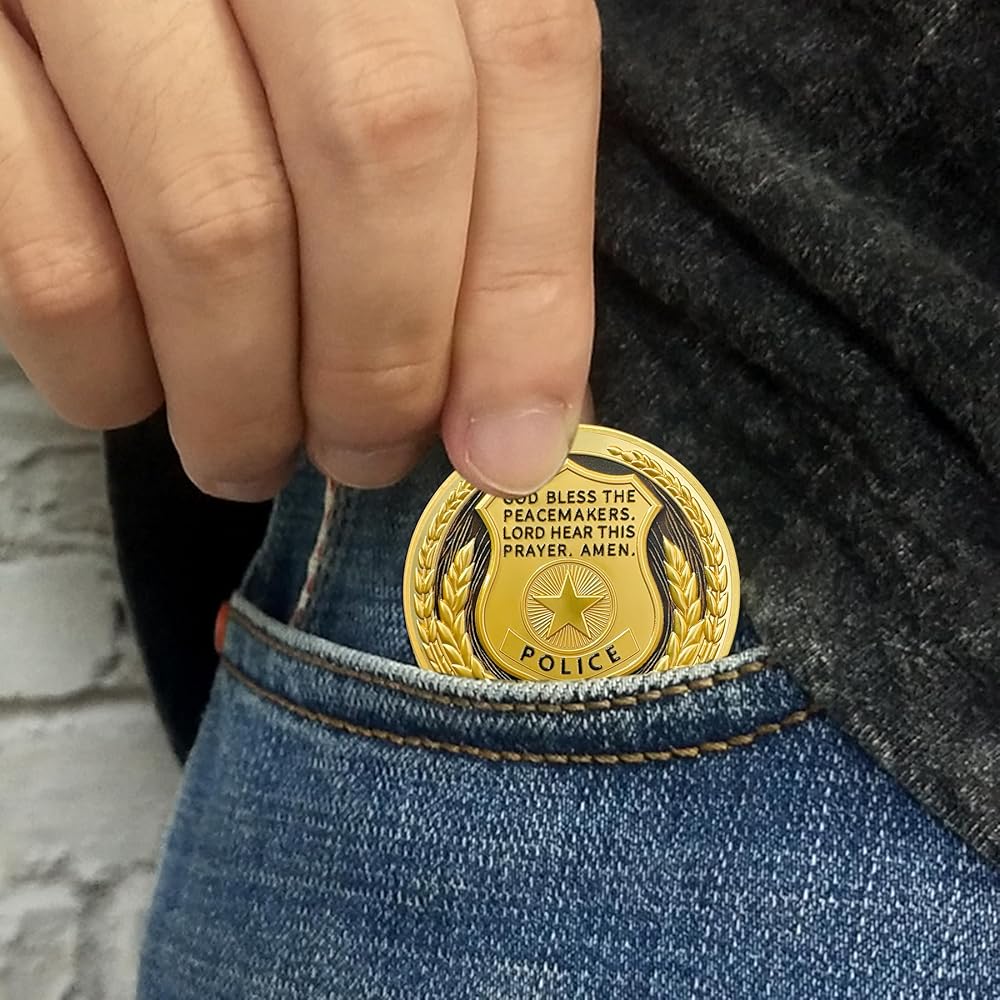 GOD BLESS THE
PEACEMAKERS.
LORD HEAR THIS
PRAYER. AMEN.
POLICE